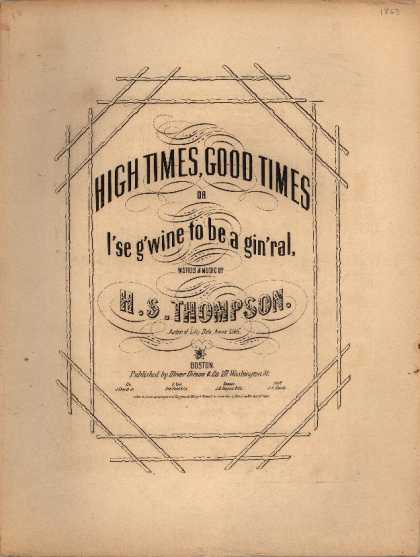 1863
HIGH TIMES, GOOD TIMES
OR
I'se g'wine to be a gin'ral,
WORDS & MUSIC BY
H. S. THOMPSON.
Author of Lilly Dale, Annie Lisle,
BOSTON
Published by Oliver Ditson & Co. 277 Washington St.